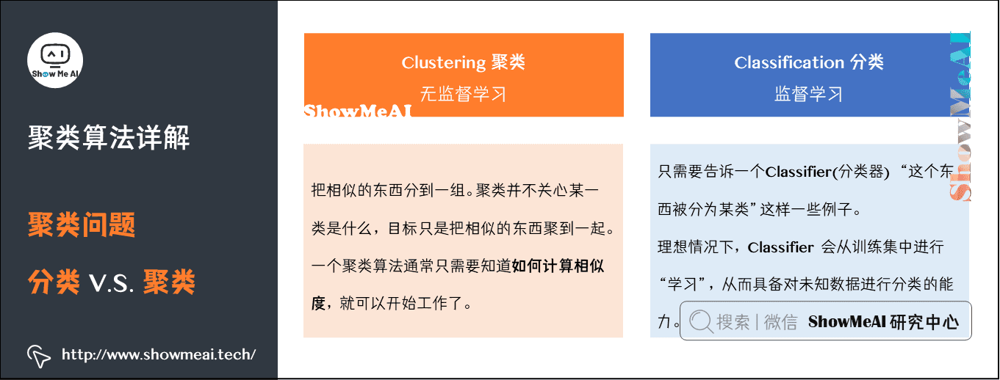 Show Me AI
聚类算法详解
聚类问题
分类 V.S. 聚类
http://www.showmeai.tech/
Clustering 聚类
无监督学习
ShowMeAI
把相似的东西分到一组。聚类并不关心某一
类是什么，目标只是把相似的东西聚到一起。
一个聚类算法通常只需要知道如何计算相似
度，就可以开始工作了。
Classification 分类
监督学习
ShowMeAI
只需要告诉一个Classifier(分类器) “这个东
西被分为某类” 这样一些例子。
理想情况下，Classifier 会从训练集中进行
“学习”，从而具备对未知数据进行分类的能
力。
搜索 | 微信 ShowMeAI 研究中心